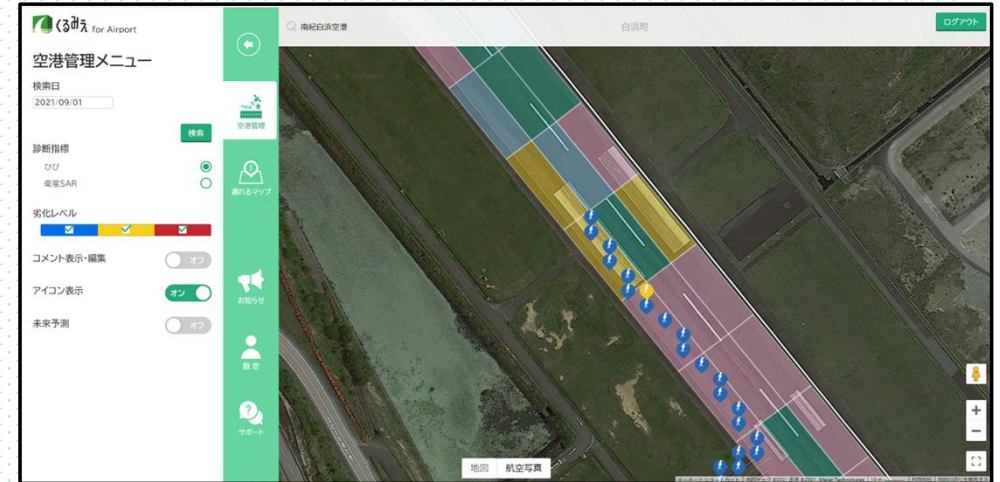 くるみえ for Airport
空港管理メニュー
検索日
2021/09/01
検索
診断指標
ひび
衛星SAR
劣化レベル
コメント表示・編集
オフ
アイコン表示
オン
未来予測
オフ
空港管理
通れるマップ
お知らせ
設定
サポート
南紀白浜空港
白浜町
ログアウト
地図
航空写真